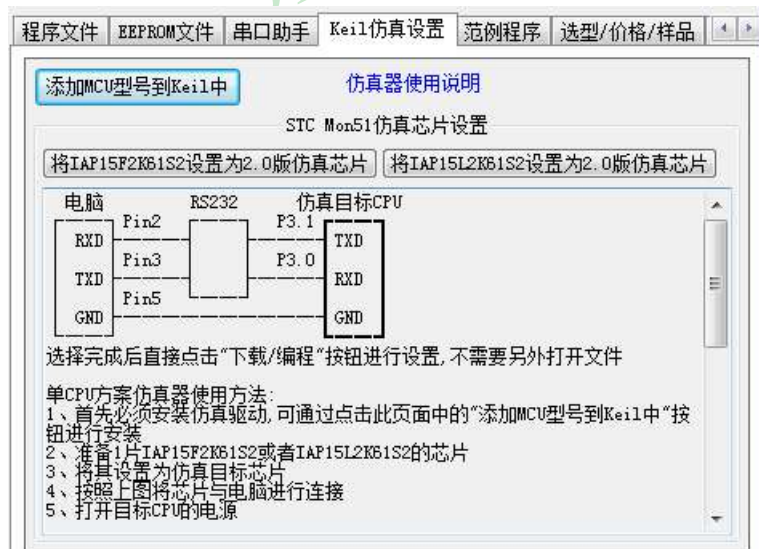 程序文件 EEPROM文件 串口助手 Keil仿真设置 范例程序 选型/价格/样品
添加MCU型号到Keil中 仿真器使用说明
STC Mon51仿真芯片设置
将IAP15F2K61S2设置为2.0版仿真芯片 将IAP15L2K61S2设置为2.0版仿真芯片
电脑 RS232 仿真目标CPU
Pin2 P3.1
RXD TXD
Pin3 P3.0
TXD RXD
Pin5
GND GND
选择完成后直接点击"下载/编程"按钮进行设置,不需要另外打开文件
单CPU方案仿真器使用方法:
1、首先必须安装仿真驱动,可通过点击此页面中的"添加MCU型号到Keil中"按
钮进行安装
2、准备1片IAP15F2K61S2或者IAP15L2K61S2的芯片
3、将其设置为仿真目标芯片
4、按照上图将芯片与电脑进行连接
5、打开目标CPU的电源